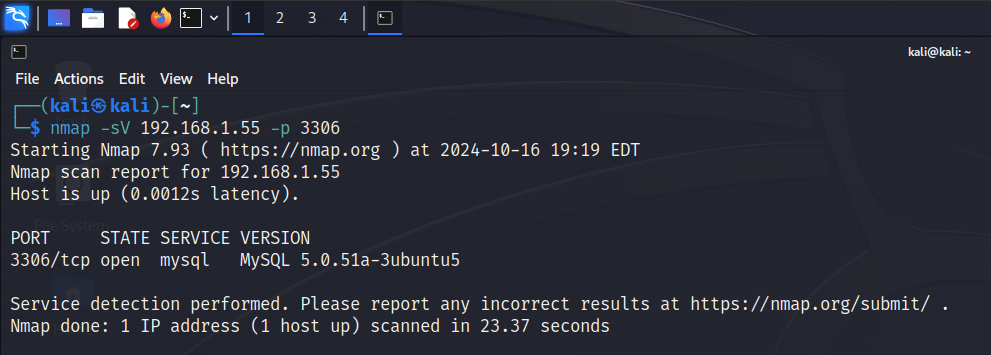 1 2 3 4
kali@kali: ~
File Actions Edit View Help
┌──(kali㉿kali)-[~]
└─$ nmap -sV 192.168.1.55 -p 3306
Starting Nmap 7.93 ( https://nmap.org ) at 2024-10-16 19:19 EDT
Nmap scan report for 192.168.1.55
Host is up (0.0012s latency).
File System
PORT     STATE SERVICE VERSION
3306/tcp open  mysql   MySQL 5.0.51a-3ubuntu5
Service detection performed. Please report any incorrect results at https://nmap.org/submit/ .
Nmap done: 1 IP address (1 host up) scanned in 23.37 seconds